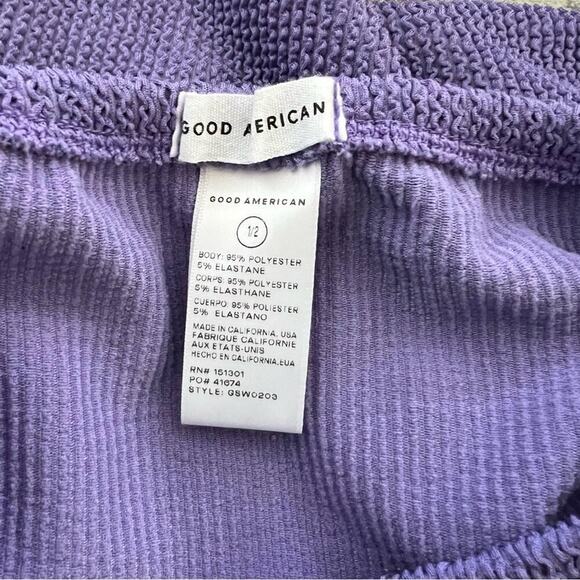 GOOD AERICAN
GOOD AMERICAN
1/2
BODY: 95% POLYESTER
5% ELASTANE
CORPS: 95% POLYESTER
5% ELASTHANE
CUERPO: 95% POLIESTER
5% ELASTANO
MADE IN CALIFORNIA, USA
FABRIQUE CALIFORNIE
AUX ETATS-UNIS
HECHO EN CALIFORNIA,EUA
RN# 151301
PO# 41674
STYLE: GSW0203